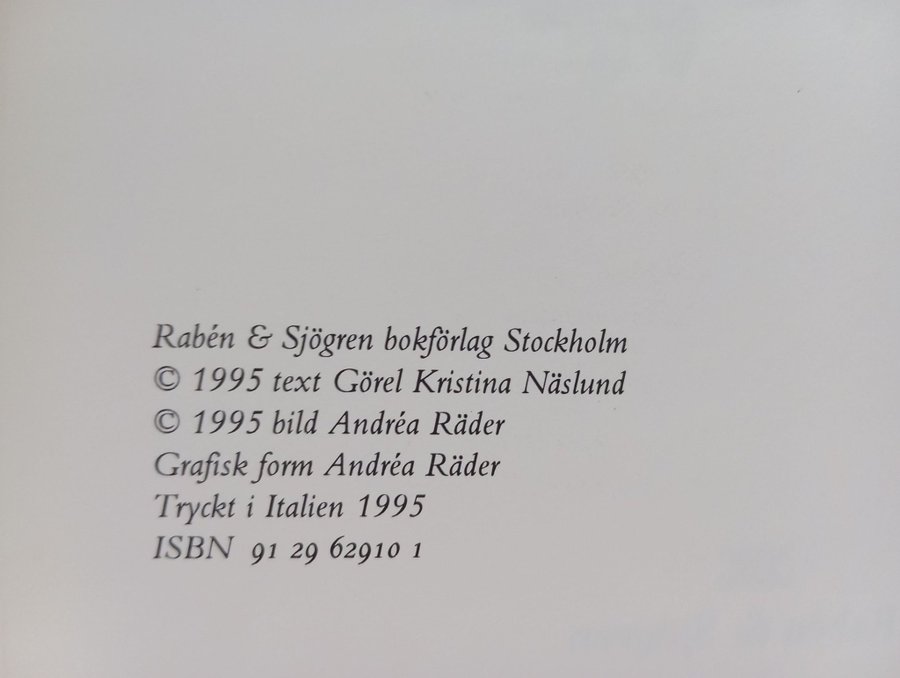 Rabén & Sjögren bokförlag Stockholm
© 1995 text Görel Kristina Näslund
© 1995 bild Andréa Räder
Grafisk form Andréa Räder
Tryckt i Italien 1995
ISBN 91 29 62910 1